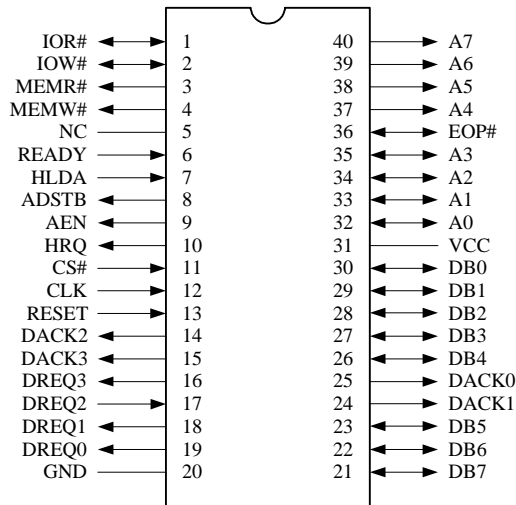 IOR# 1 40 A7
IOW# 2 39 A6
MEMR# 3 38 A5
MEMW# 4 37 A4
NC 5 36 EOP#
READY 6 35 A3
HLDA 7 34 A2
ADSTB 8 33 A1
AEN 9 32 A0
HRQ 10 31 VCC
CS# 11 30 DB0
CLK 12 29 DB1
RESET 13 28 DB2
DACK2 14 27 DB3
DACK3 15 26 DB4
DREQ3 16 25 DACK0
DREQ2 17 24 DACK1
DREQ1 18 23 DB5
DREQ0 19 22 DB6
GND 20 21 DB7